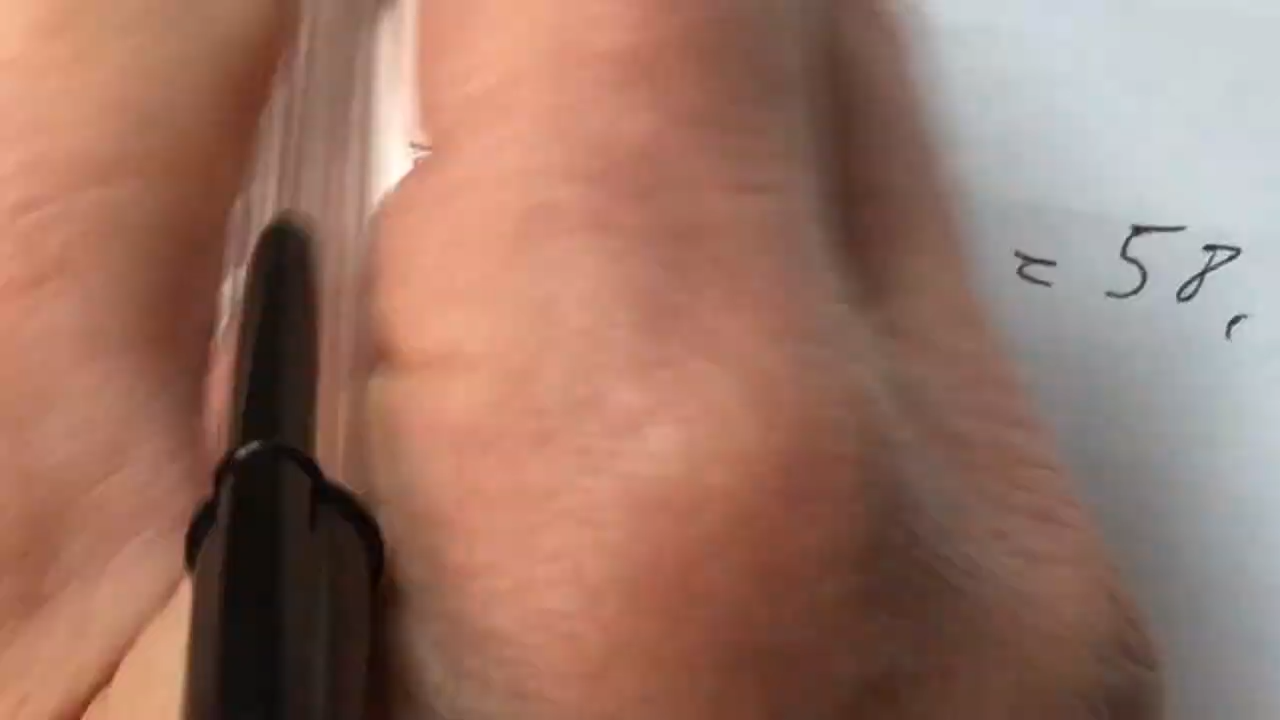 = 58,